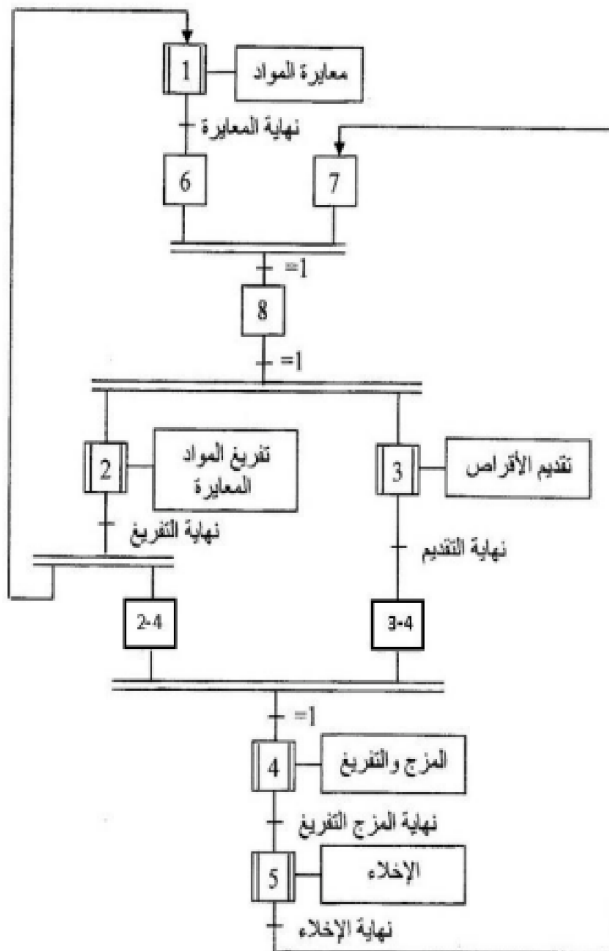 1
معايرة المواد
نهاية المعايرة
6
7
=1
8
=1
2
تفريغ المواد
المعايرة
3
تقديم الأقراص
نهاية التفريغ
نهاية التقديم
2-4
3-4
=1
4
المزج والتفريغ
نهاية المزج التفريغ
5
الإخلاء
نهاية الإخلاء